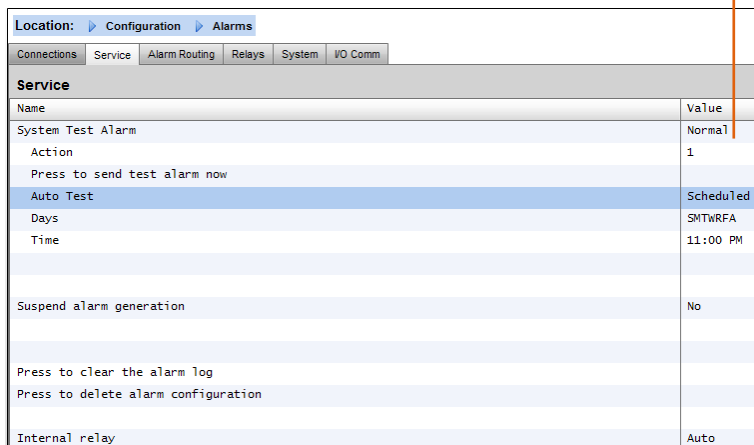 Location: Configuration Alarms
Connections Service Alarm Routing Relays System I/O Comm
Service
Name Value
System Test Alarm Normal
Action 1
Press to send test alarm now
Auto Test Scheduled
Days SMTWRFA
Time 11:00 PM
Suspend alarm generation No
Press to clear the alarm log
Press to delete alarm configuration
Internal relay Auto